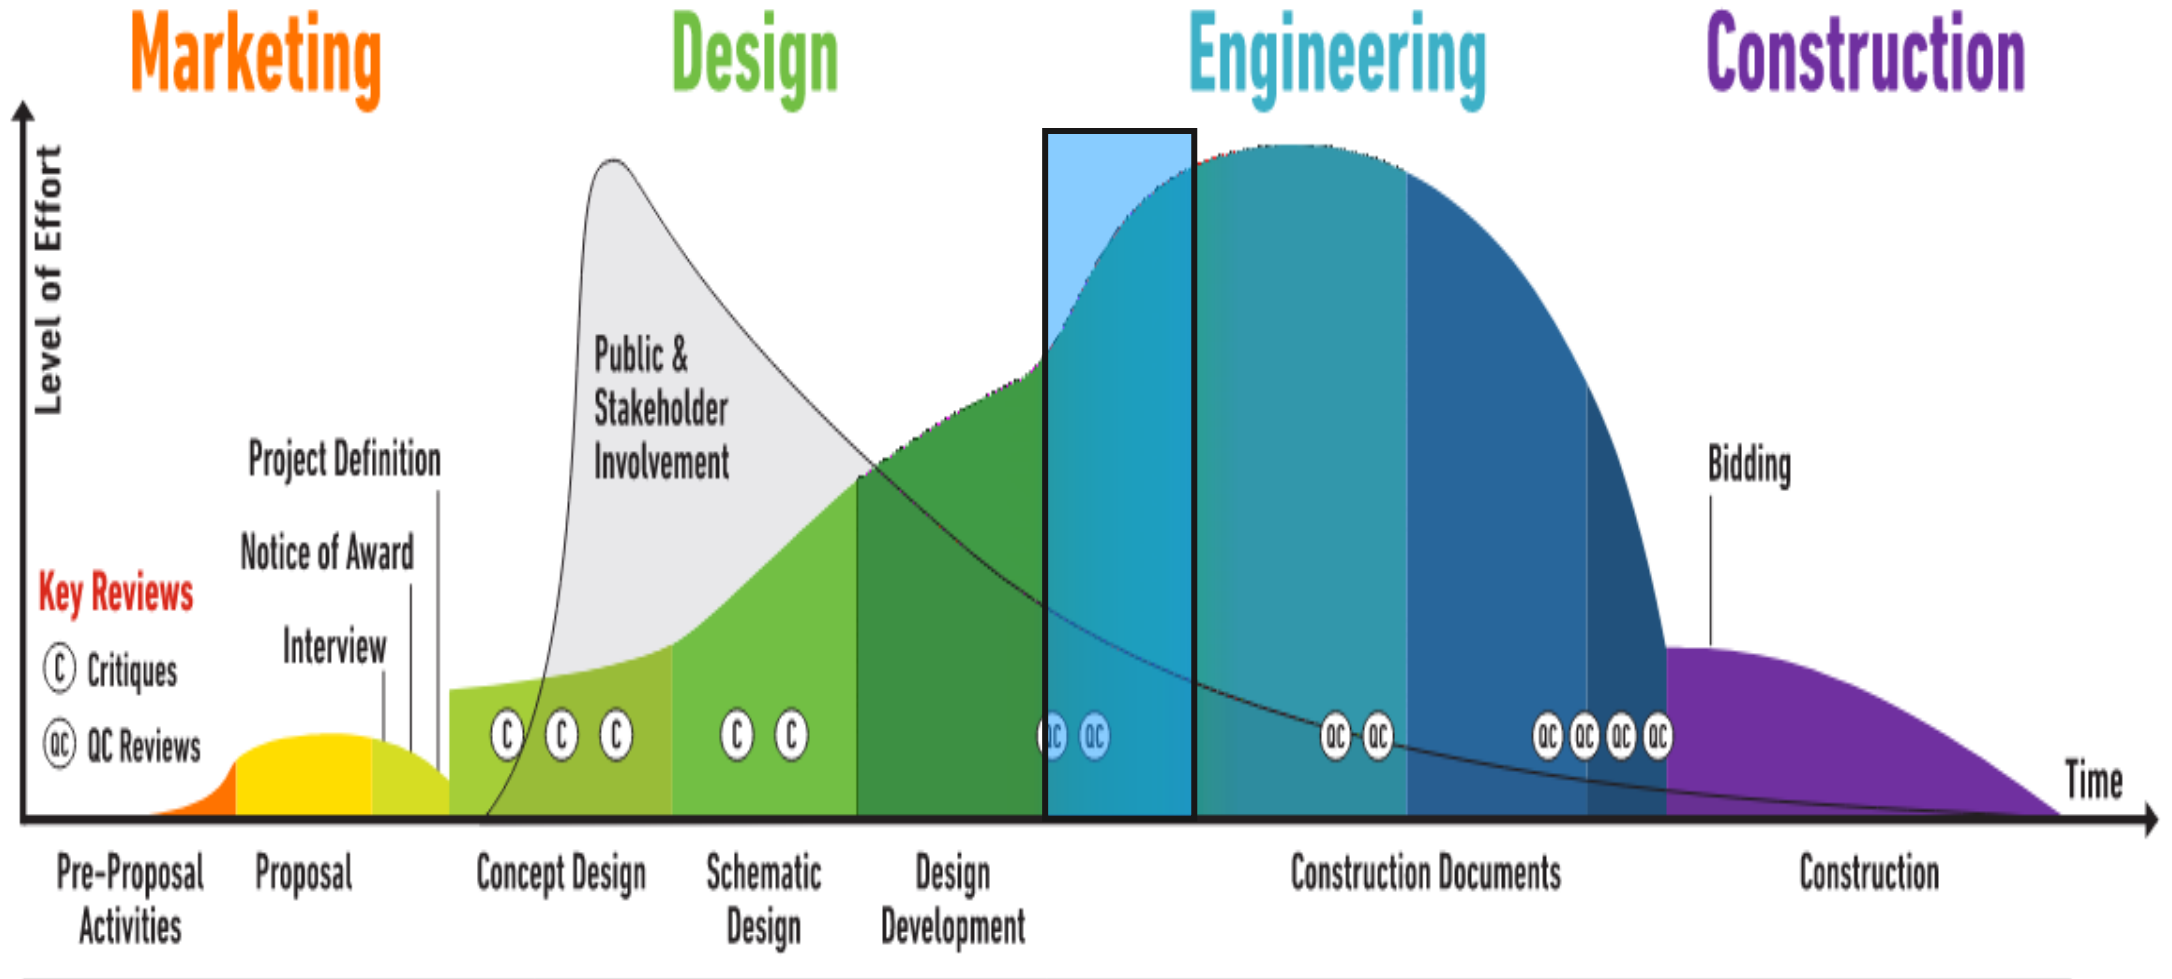 Marketing
Design
Engineering
Construction
Level of Effort
Public &
Stakeholder
Involvement
Project Definition
Notice of Award
Interview
Key Reviews
C Critiques
QC QC Reviews
Bidding
C C C C C QC QC QC QC QC QC QC QC
Time
Pre-Proposal
Activities
Proposal
Concept Design
Schematic
Design
Design
Development
Construction Documents
Construction